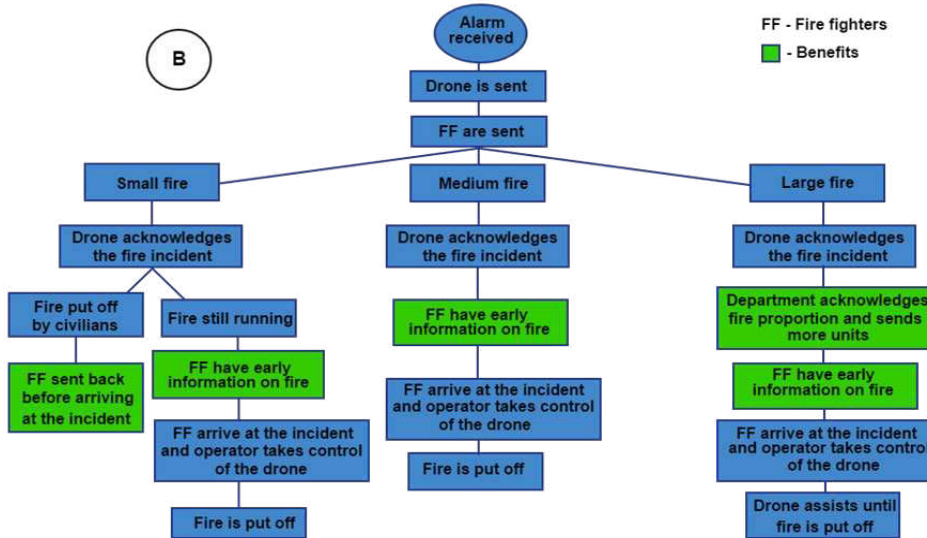 Alarm
received
FF - Fire fighters
- Benefits
B
Drone is sent
FF are sent
Small fire
Medium fire
Large fire
Drone acknowledges
the fire incident
Drone acknowledges
the fire incident
Drone acknowledges
the fire incident
Fire put off
by civilians
Fire still running
FF have early
information on fire
Department acknowledges
fire proportion and sends
more units
FF sent back
before arriving
at the incident
FF have early
information on fire
FF have early
information on fire
FF arrive at the incident
and operator takes control
of the drone
FF arrive at the incident
and operator takes control
of the drone
FF arrive at the incident
and operator takes control
of the drone
Fire is put off
Fire is put off
Drone assists until
fire is put off